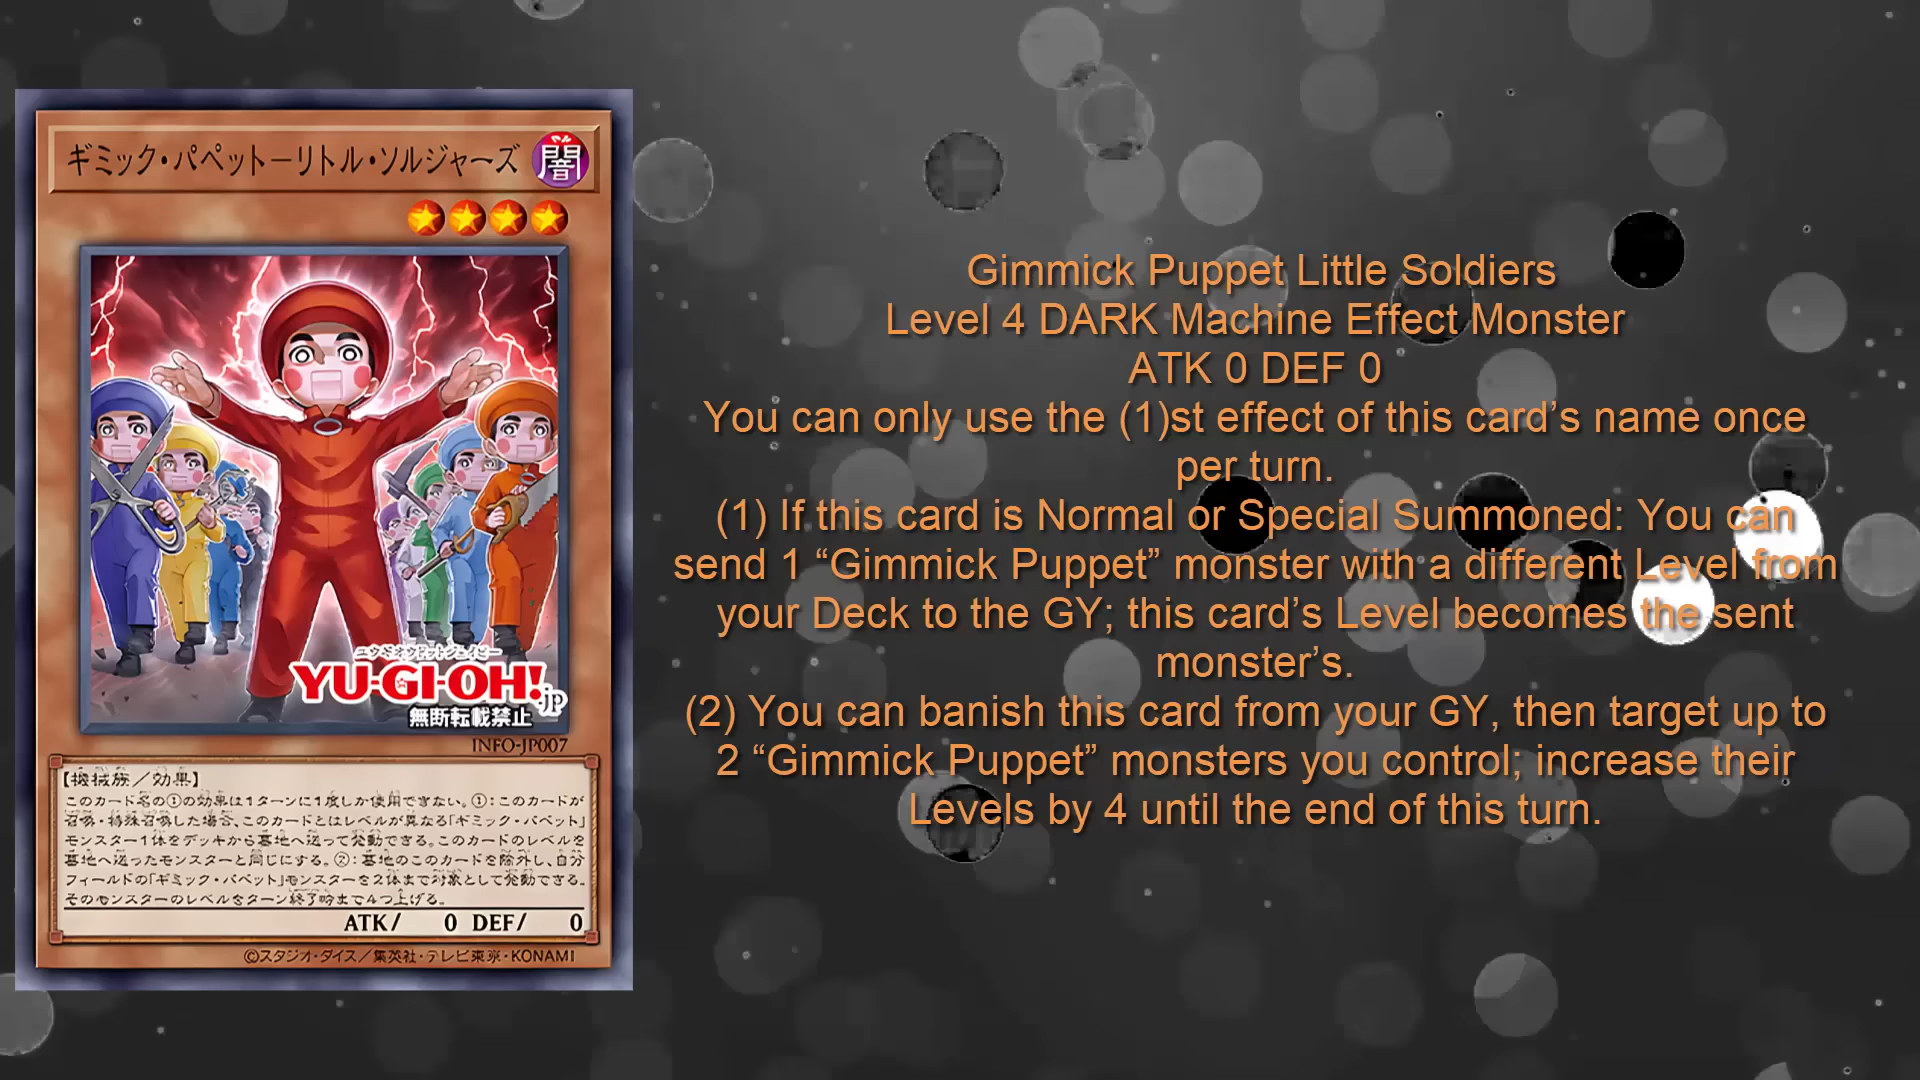 ギミック・パペットーリトル・ソルジャーズ
闇
YU-GI-OH!.jp
無断転載禁止
INFO-JP007
【機械族／効果】
このカード名の①の効果は1ターンに1度しか使用できない。①：このカードが
召喚・特殊召喚した場合、このカードとはレベルが異なる「ギミック・パペット」
モンスター1体をデッキから墓地へ送って発動できる。このカードのレベルを
墓地へ送ったモンスターと同じにする。②：墓地のこのカードを除外し、自分
フィールドの「ギミック・パペット」モンスターを2体まで対象として発動できる。
そのモンスターのレベルをターン終了時まで4つ上げる。
ATK/ 0 DEF/ 0
©スタジオ・ダイス／集英社・テレビ東京・KONAMI
Gimmick Puppet Little Soldiers
Level 4 DARK Machine Effect Monster
ATK 0 DEF 0
You can only use the (1)st effect of this card’s name once
per turn.
(1) If this card is Normal or Special Summoned: You can
send 1 “Gimmick Puppet” monster with a different Level from
your Deck to the GY; this card’s Level becomes the sent
monster’s.
(2) You can banish this card from your GY, then target up to
2 “Gimmick Puppet” monsters you control; increase their
Levels by 4 until the end of this turn.